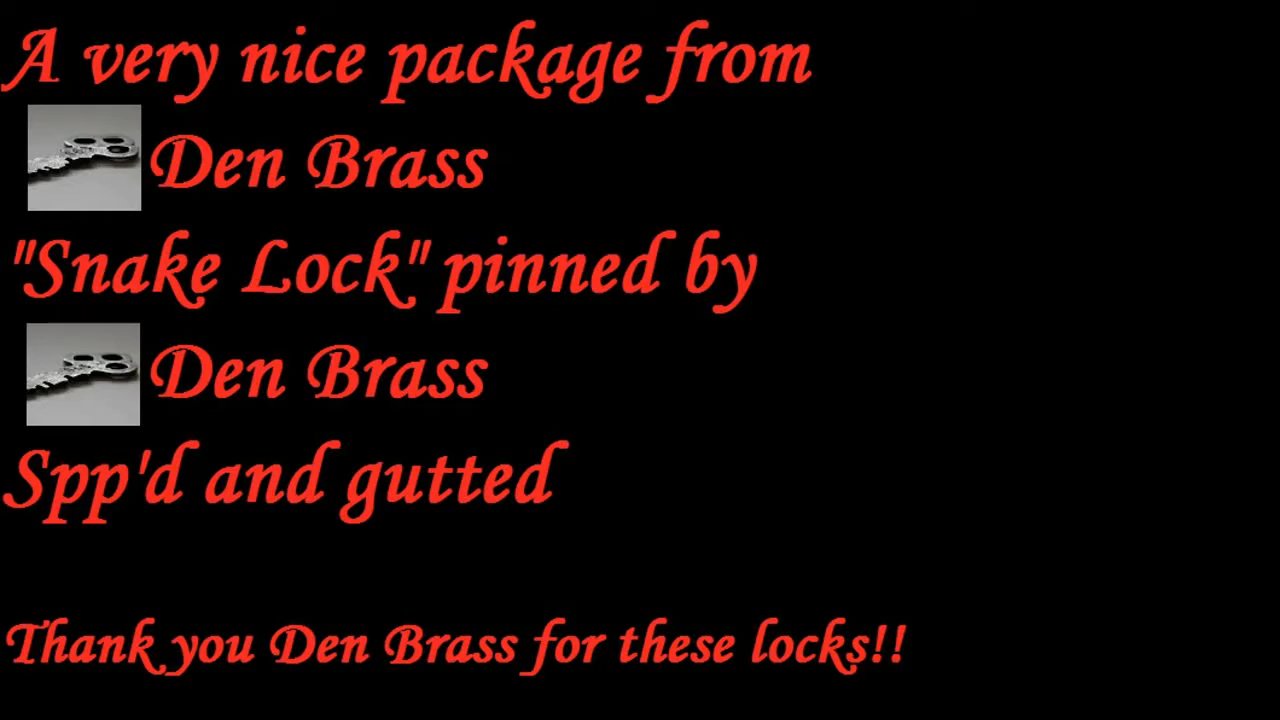 A very nice package from
Den Brass
"Snake Lock" pinned by
Den Brass
Spp'd and gutted
Thank you Den Brass for these locks!!